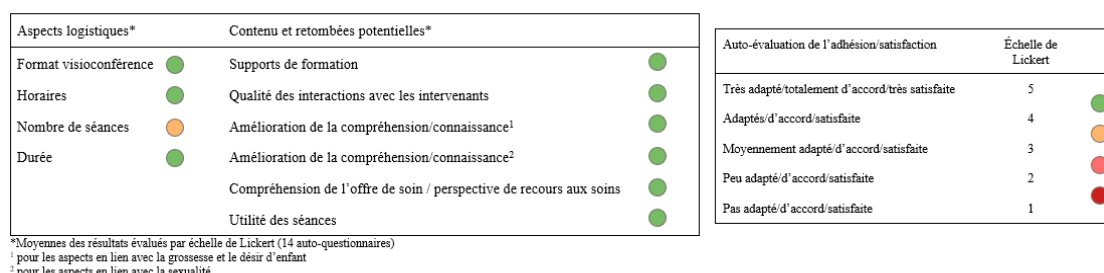 Aspects logistiques* Contenu et retombées potentielles*
Format visioconférence Supports de formation
Horaires Qualité des interactions avec les intervenants
Nombre de séances Amélioration de la compréhension/connaissance¹
Durée Amélioration de la compréhension/connaissance²
Compréhension de l'offre de soin / perspective de recours aux soins
Utilité des séances
*Moyennes des résultats évalués par échelle de Lickert (14 auto-questionnaires)
¹ pour les aspects en lien avec la grossesse et le désir d'enfant
² pour les aspects en lien avec la sexualité
Auto-évaluation de l'adhésion/satisfaction Échelle de
Lickert
Très adapté/totalement d'accord/très satisfaite 5
Adaptés/d'accord/satisfaite 4
Moyennement adapté/d'accord/satisfaite 3
Peu adapté/d'accord/satisfaite 2
Pas adapté/d'accord/satisfaite 1